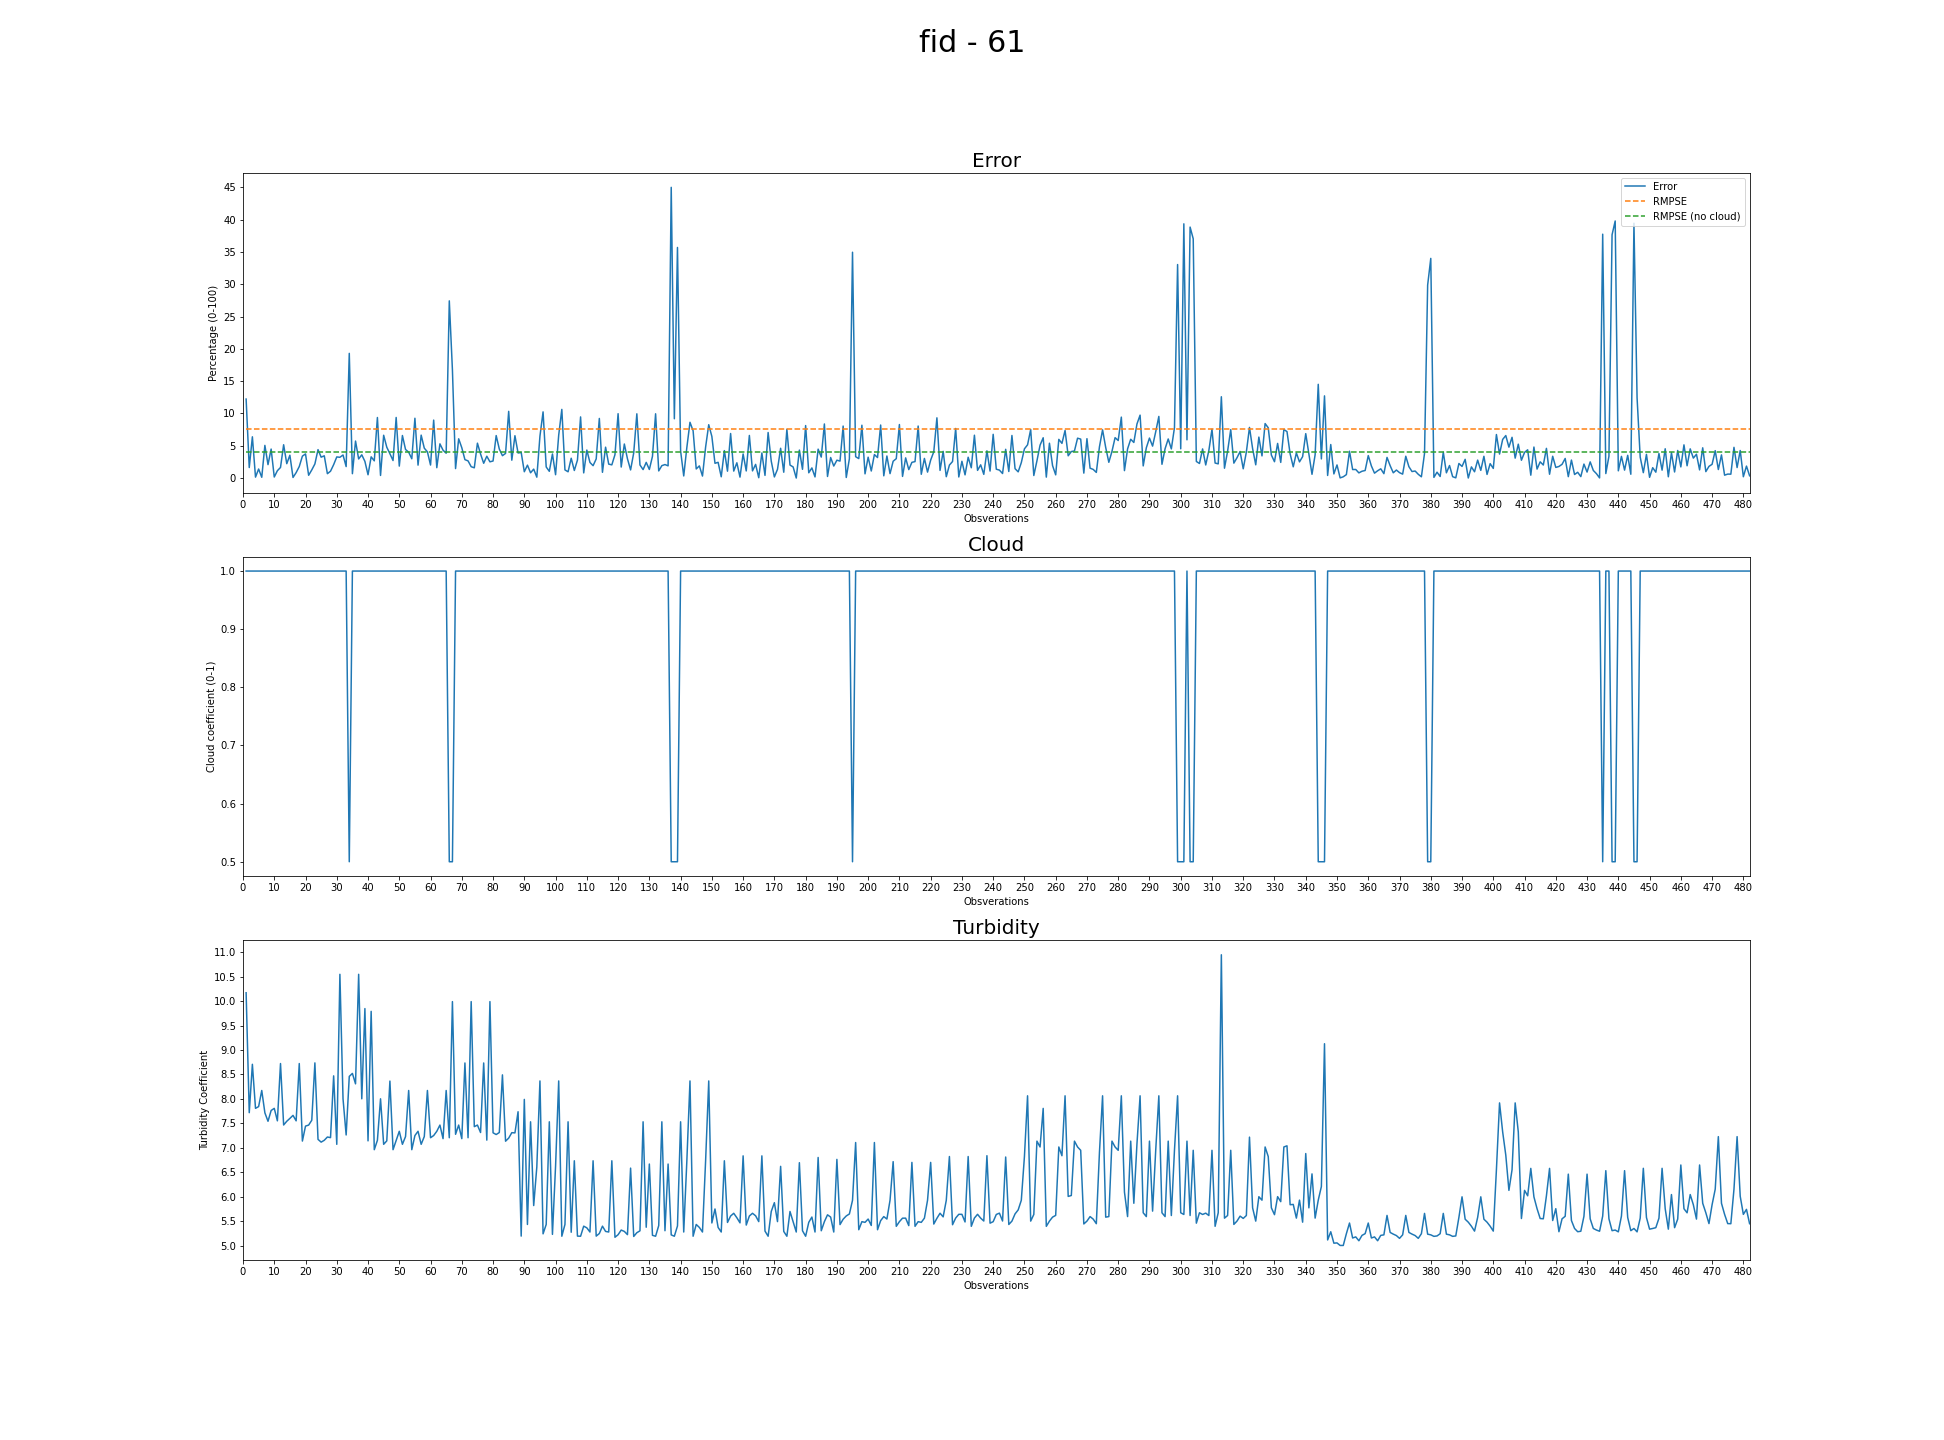 fid - 61
Error
45
40
35
30
25
20
15
10
5
0
Percentage (0-100)
Error
RMPSE
RMPSE (no cloud)
0 10 20 30 40 50 60 70 80 90 100 110 120 130 140 150 160 170 180 190 200 210 220 230 240 250 260 270 280 290 300 310 320 330 340 350 360 370 380 390 400 410 420 430 440 450 460 470 480
Obsverations
Cloud
1.0
0.9
0.8
0.7
0.6
0.5
Cloud coefficient (0-1)
0 10 20 30 40 50 60 70 80 90 100 110 120 130 140 150 160 170 180 190 200 210 220 230 240 250 260 270 280 290 300 310 320 330 340 350 360 370 380 390 400 410 420 430 440 450 460 470 480
Obsverations
Turbidity
11.0
10.5
10.0
9.5
9.0
8.5
8.0
7.5
7.0
6.5
6.0
5.5
5.0
Turbidity Coefficient
0 10 20 30 40 50 60 70 80 90 100 110 120 130 140 150 160 170 180 190 200 210 220 230 240 250 260 270 280 290 300 310 320 330 340 350 360 370 380 390 400 410 420 430 440 450 460 470 480
Obsverations